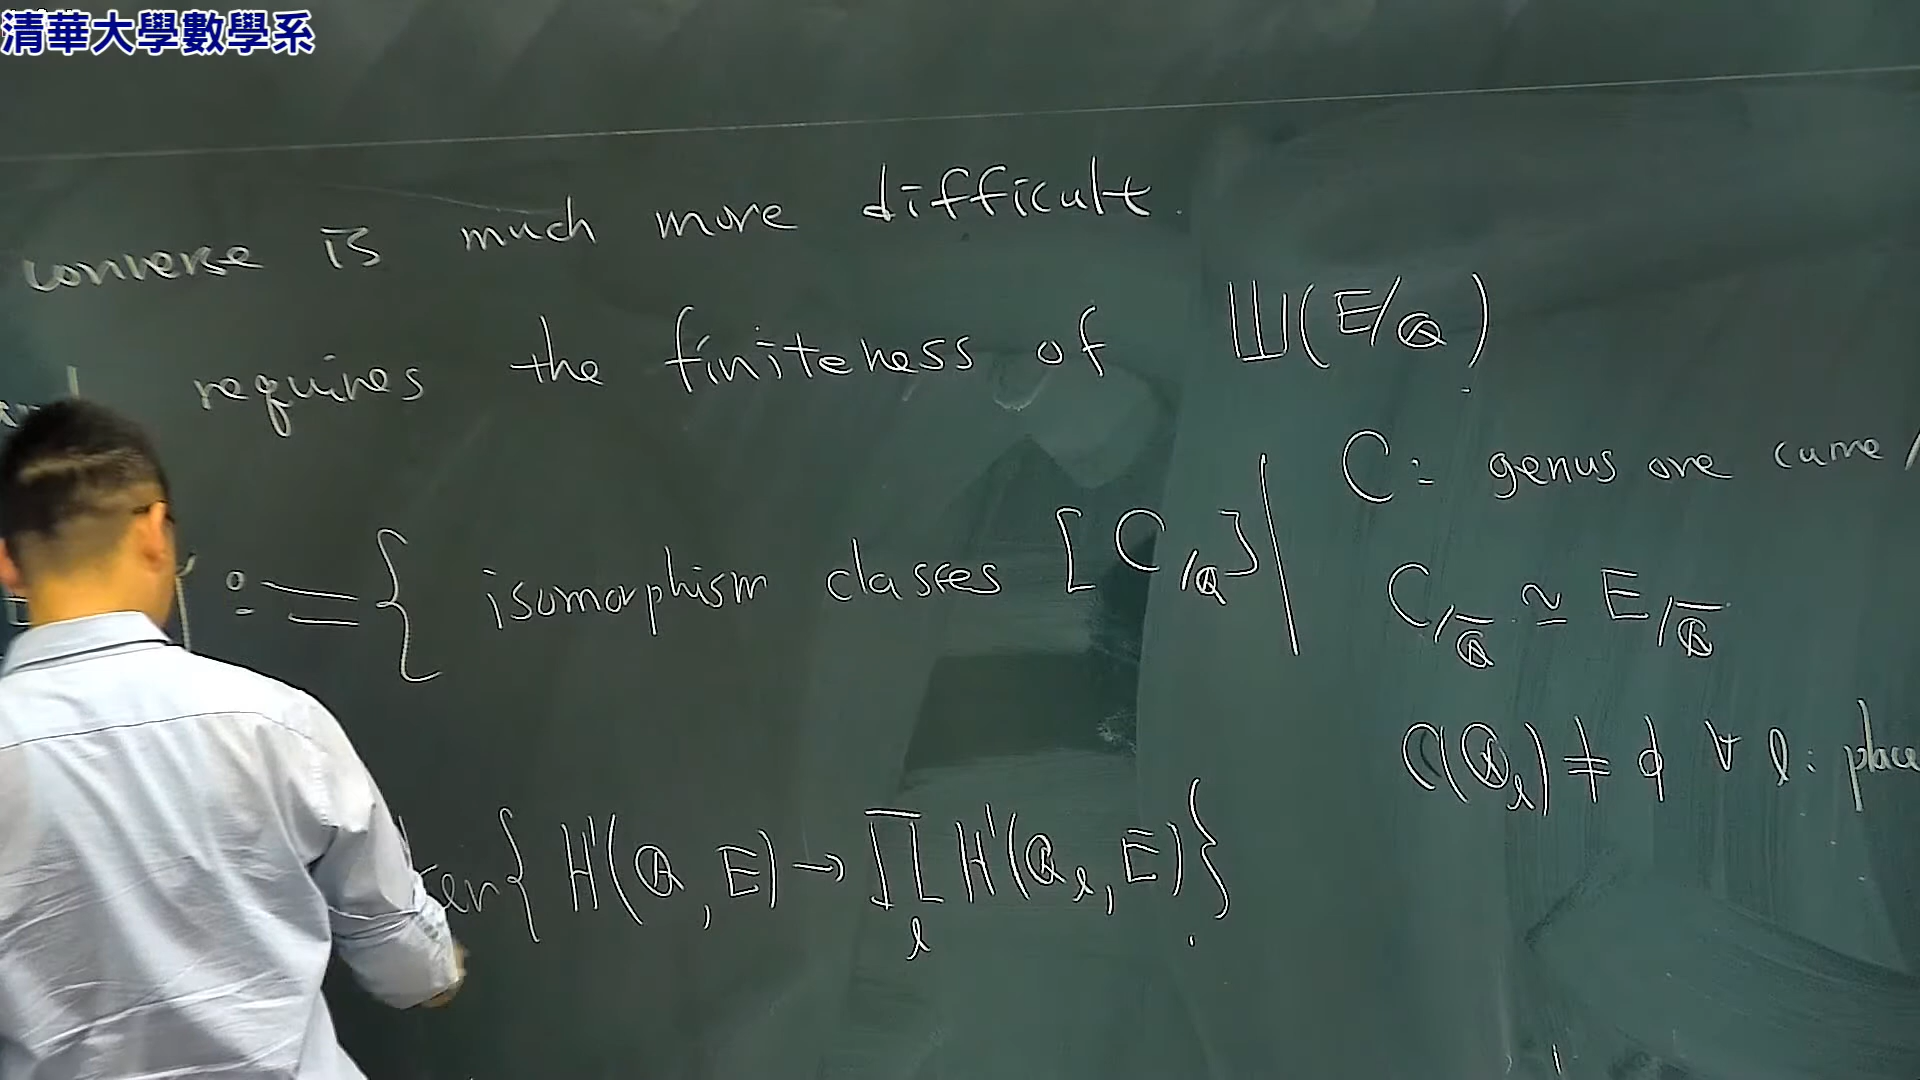 清華大學數學系
converse is much more difficult.
requires the finiteness of Ш(E/ℚ).
:= { isomorphism classes [C/ℚ] |
C: genus one curve /
C/ℚ̅ ≃ E/ℚ̅
C(ℚ_ℓ) ≠ ϕ ∀ ℓ: place
ker{ H¹(ℚ, E) → ∏_ℓ H¹(ℚ_ℓ, E) }.